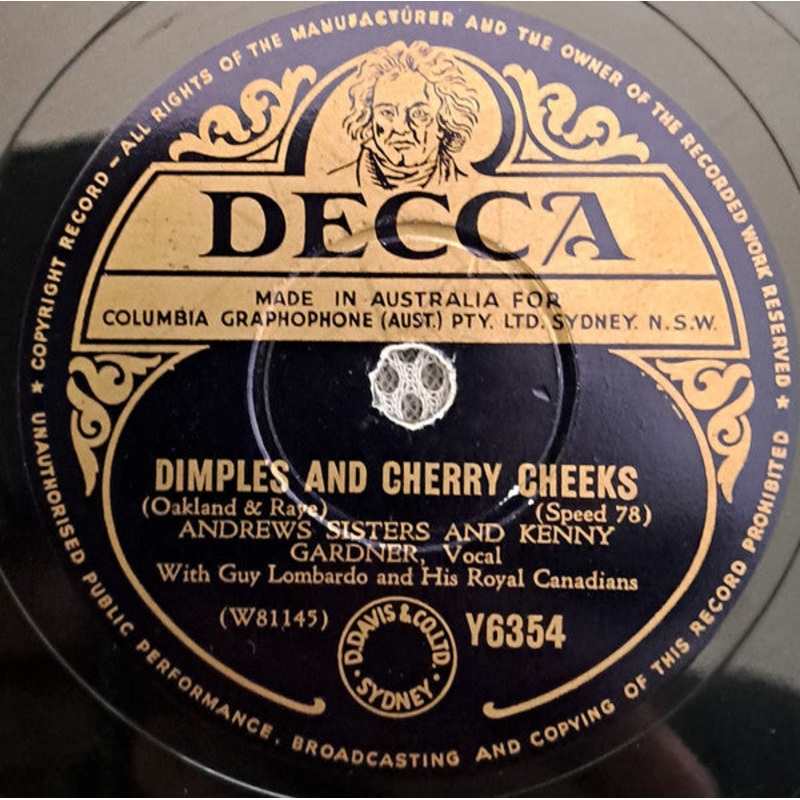 ★ COPYRIGHT RECORD – ALL RIGHTS OF THE MANUFACTURER AND THE OWNER OF THE RECORDED WORK RESERVED ★
DECCA
MADE IN AUSTRALIA FOR
COLUMBIA GRAPHOPHONE (AUST.) PTY. LTD. SYDNEY. N.S.W.
DIMPLES AND CHERRY CHEEKS
(Oakland & Raye) (Speed 78)
ANDREWS SISTERS AND KENNY
GARDNER, Vocal
With Guy Lombardo and His Royal Canadians
(W81145)
D. DAVIS & CO. LTD. · SYDNEY ·
Y6354
UNAUTHORISED PUBLIC PERFORMANCE, BROADCASTING AND COPYING OF THIS RECORD PROHIBITED